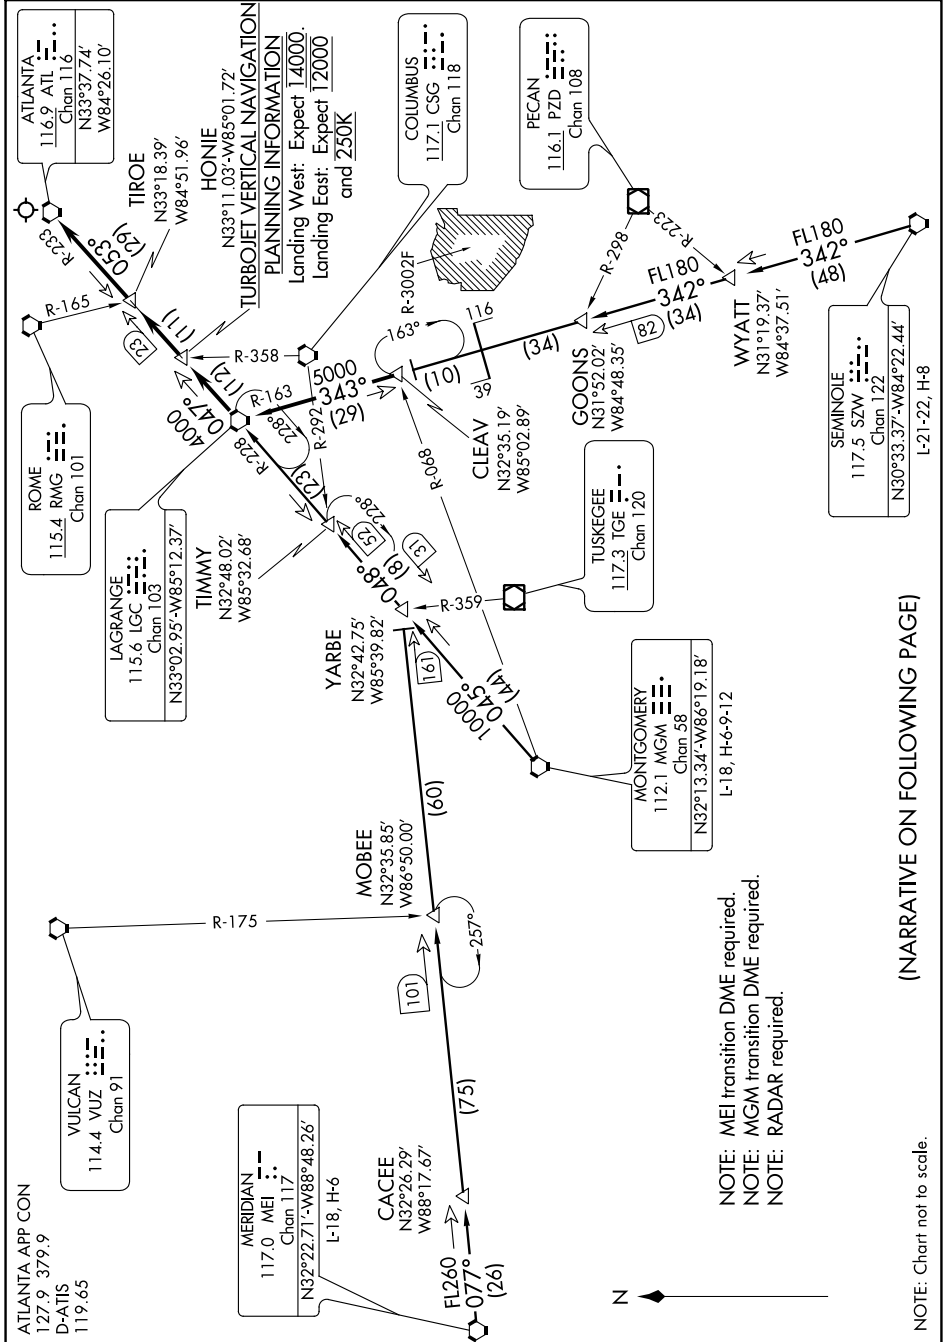 ATLANTA APP CON
127.9 379.9
D-ATIS
119.65
VULCAN
114.4 VUZ
Chan 91
R-175
MERIDIAN
117.0 MEI
Chan 117
N32°22.71'-W88°48.26'
L-18, H-6
FL260
077°
(26)
CACEE
N32°26.29'
W88°17.67'
(75)
101
MOBEE
N32°35.85'
W86°50.00'
257°
(60)
161
YARBE
N32°42.75'
W85°39.82'
10000
045°
(44)
MONTGOMERY
112.1 MGM
Chan 58
N32°13.34'-W86°19.18'
L-18, H-6-9-12
R-068
R-359
TUSKEGEE
117.3 TGE
Chan 120
31
52
048°
(8)
228°
TIMMY
N32°48.02'
W85°32.68'
(23)
R-228
228°
R-292
R-163
LAGRANGE
115.6 LGC
Chan 103
N33°02.95'-W85°12.37'
ROME
115.4 RMG
Chan 101
R-165
4000
047°
(12)
R-358
(11)
23
053°
(29)
R-233
ATLANTA
116.9 ATL
Chan 116
N33°37.74'
W84°26.10'
TIROE
N33°18.39'
W84°51.96'
HONIE
N33°11.03'-W85°01.72'
TURBOJET VERTICAL NAVIGATION
PLANNING INFORMATION
Landing West: Expect 14000.
Landing East: Expect 12000
and 250K
COLUMBUS
117.1 CSG
Chan 118
R-3002F
5000
343°
(29)
163°
CLEAV
N32°35.19'
W85°02.89'
(10)
116
39
(34)
GOONS
N31°52.02'
W84°48.35'
R-298
PECAN
116.1 PZD
Chan 108
R-223
FL180
342°
(34)
82
WYATT
N31°19.37'
W84°37.51'
FL180
342°
(48)
SEMINOLE
117.5 SZW
Chan 122
N30°33.37'-W84°22.44'
L-21-22, H-8
N
NOTE: MEI transition DME required.
NOTE: MGM transition DME required.
NOTE: RADAR required.
(NARRATIVE ON FOLLOWING PAGE)
NOTE: Chart not to scale.